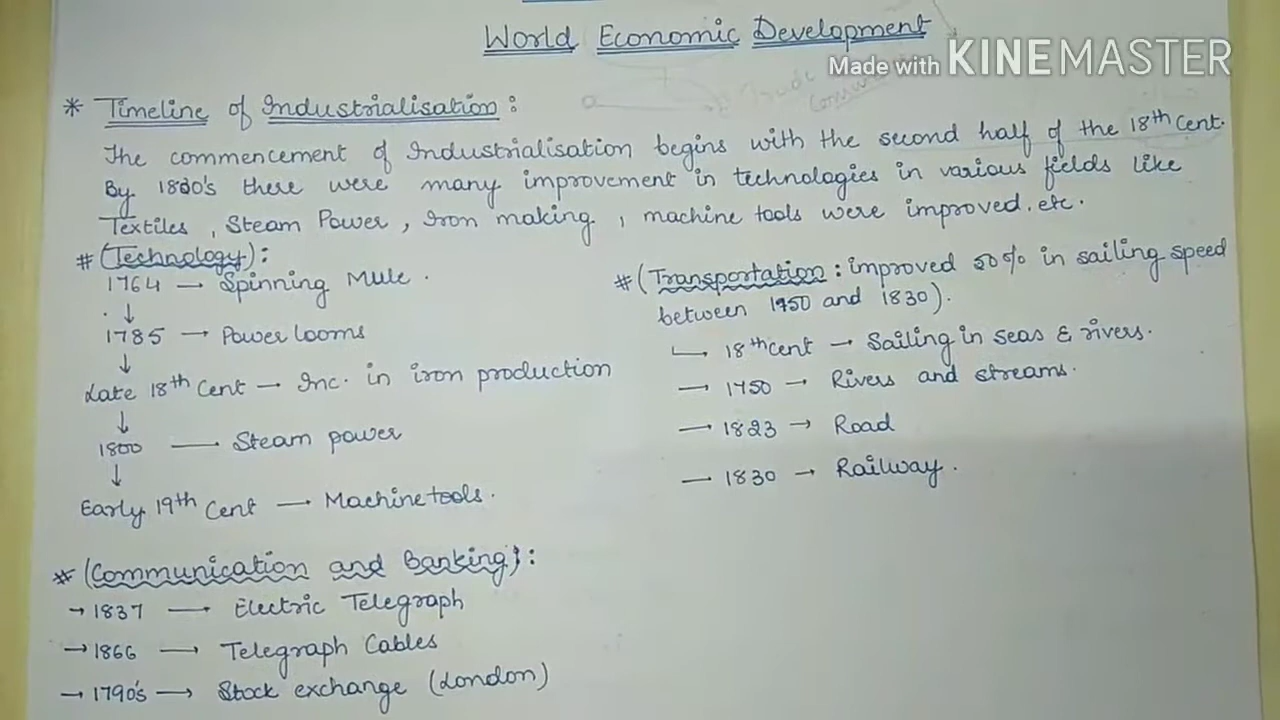 World Economic Development
Made with KINEMASTER
* Timeline of Industrialisation :
The commencement of Industrialisation begins with the second half of the 18th Cent.
By 1830's there were many improvement in technologies in various fields like
Textiles , Steam Power , Iron making , machine tools were improved. etc.
# (Technology) :
1764 → Spinning Mule .
↓
1785 → Power looms
↓
Late 18th Cent → Inc. in iron production
↓
1800 → Steam power
↓
Early 19th Cent → Machine tools.
# (Transportation : improved 50% in sailing speed
between 1750 and 1830).
→ 18th cent → Sailing in seas & rivers.
→ 1750 → Rivers and streams.
→ 1823 → Road
→ 1830 → Railway .
* (Communication and Banking) :
→ 1837 → Electric Telegraph
→ 1866 → Telegraph Cables
→ 1790's → Stock exchange (London)